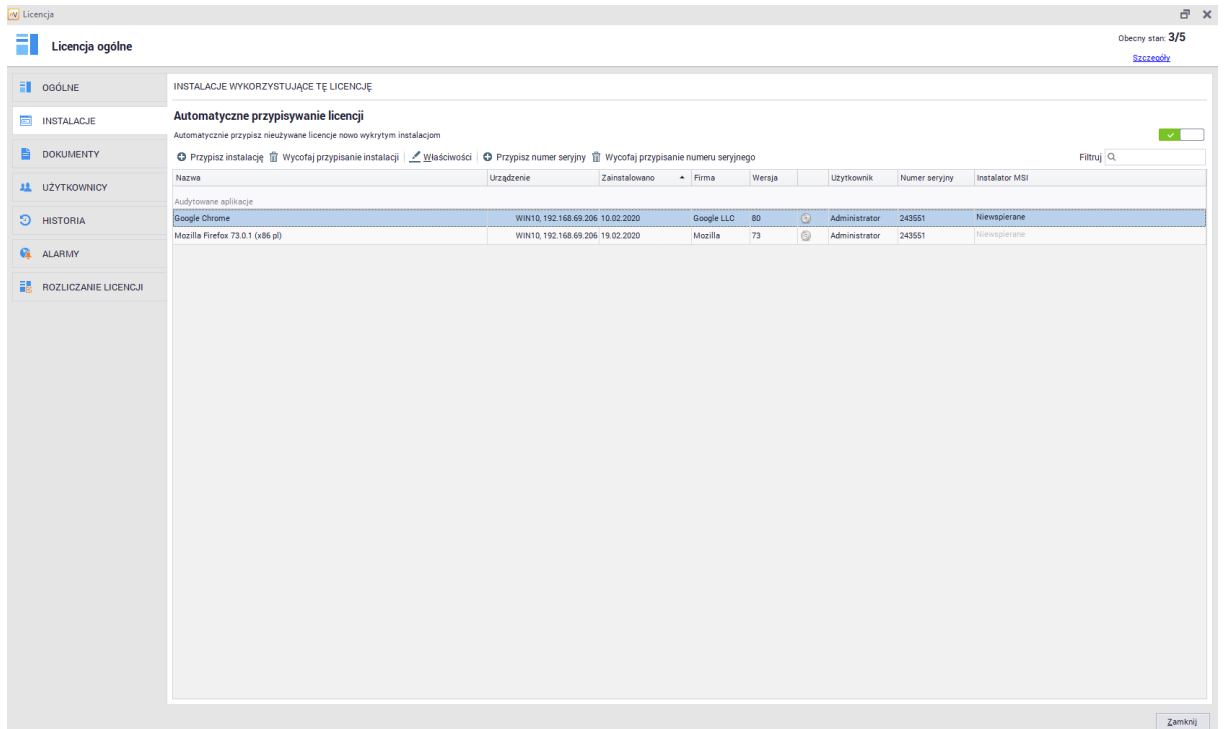 nV Licencja
Licencja ogólne
Obecny stan: 3/5
Szczegóły
OGÓLNE
INSTALACJE
DOKUMENTY
UŻYTKOWNICY
HISTORIA
ALARMY
ROZLICZANIE LICENCJI
INSTALACJE WYKORZYSTUJĄCE TĘ LICENCJĘ
Automatyczne przypisywanie licencji
Automatycznie przypisz nieużywane licencje nowo wykrytym instalacjom
Przypisz instalację Wycofaj przypisanie instalacji Właściwości Przypisz numer seryjny Wycofaj przypisanie numeru seryjnego Filtruj
Nazwa Urządzenie Zainstalowano Firma Wersja Użytkownik Numer seryjny Instalator MSI
Audytowane aplikacje
Google Chrome WIN10, 192.168.69.206 10.02.2020 Google LLC 80 Administrator 243551 Niewspierane
Mozilla Firefox 73.0.1 (x86 pl) WIN10, 192.168.69.206 19.02.2020 Mozilla 73 Administrator 243551 Niewspierane
Zamknij